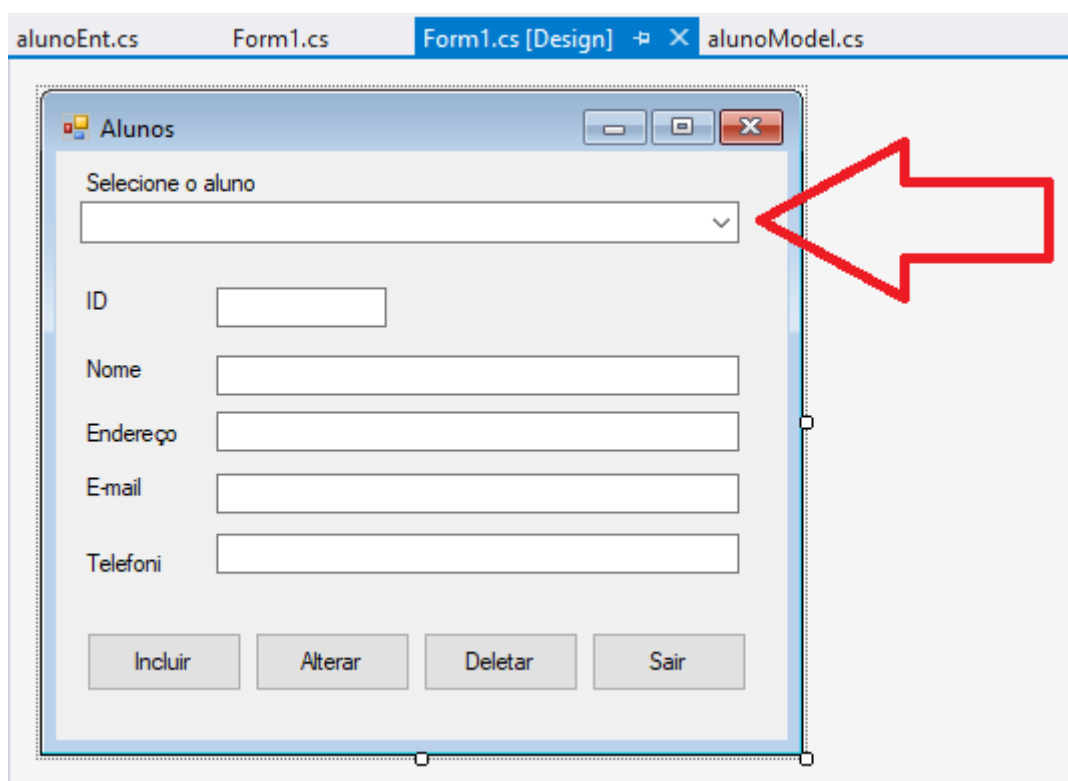 alunoEnt.cs Form1.cs Form1.cs [Design] alunoModel.cs
Alunos
Selecione o aluno
ID
Nome
Endereço
E-mail
Telefoni
Incluir Alterar Deletar Sair